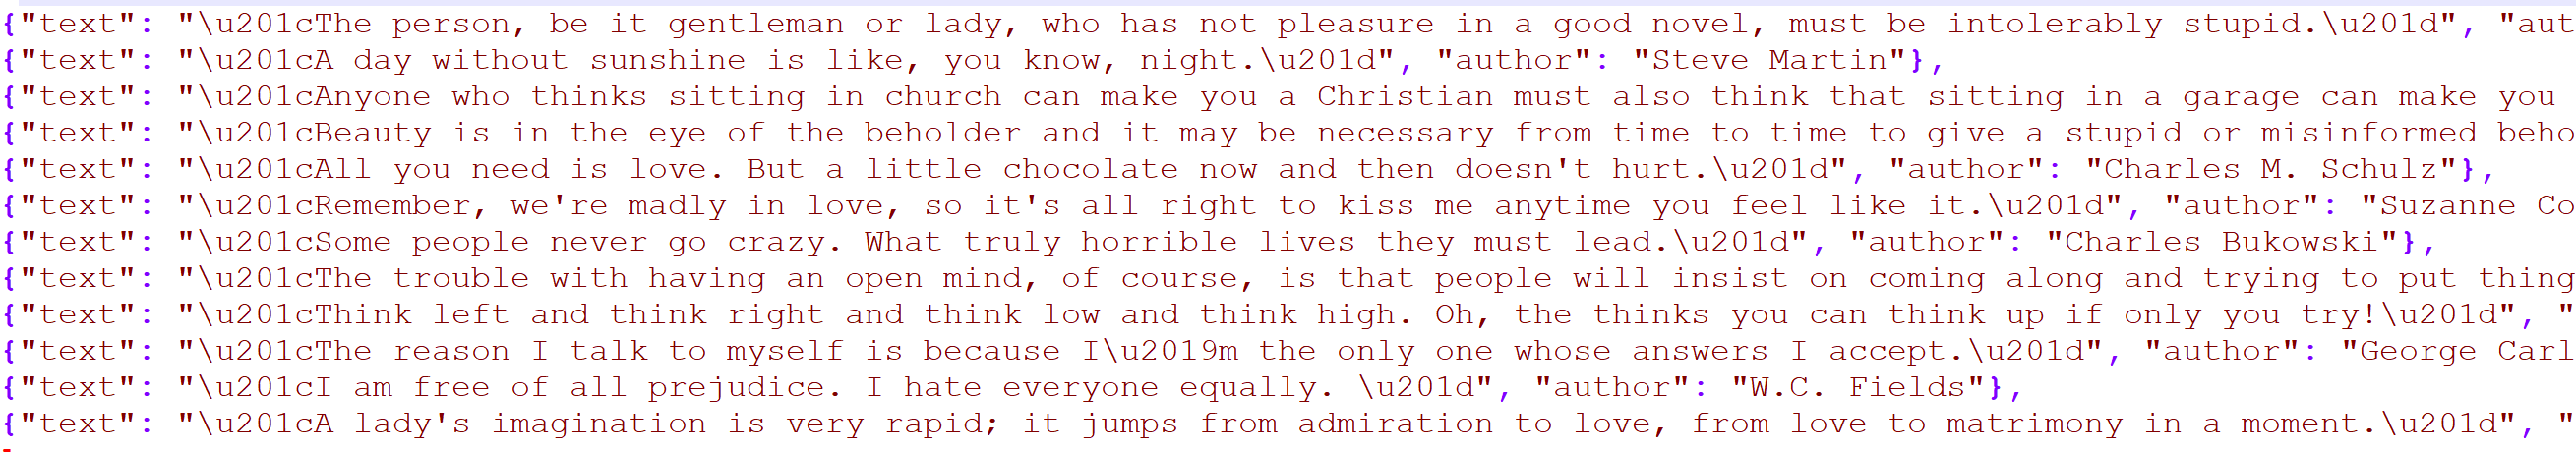 {"text": "\u201cThe person, be it gentleman or lady, who has not pleasure in a good novel, must be intolerably stupid.\u201d", "aut
{"text": "\u201cA day without sunshine is like, you know, night.\u201d", "author": "Steve Martin"},
{"text": "\u201cAnyone who thinks sitting in church can make you a Christian must also think that sitting in a garage can make you
{"text": "\u201cBeauty is in the eye of the beholder and it may be necessary from time to time to give a stupid or misinformed beho
{"text": "\u201cAll you need is love. But a little chocolate now and then doesn't hurt.\u201d", "author": "Charles M. Schulz"},
{"text": "\u201cRemember, we're madly in love, so it's all right to kiss me anytime you feel like it.\u201d", "author": "Suzanne Co
{"text": "\u201cSome people never go crazy. What truly horrible lives they must lead.\u201d", "author": "Charles Bukowski"},
{"text": "\u201cThe trouble with having an open mind, of course, is that people will insist on coming along and trying to put thing
{"text": "\u201cThink left and think right and think low and think high. Oh, the thinks you can think up if only you try!\u201d", "
{"text": "\u201cThe reason I talk to myself is because I\u2019m the only one whose answers I accept.\u201d", "author": "George Carl
{"text": "\u201cI am free of all prejudice. I hate everyone equally. \u201d", "author": "W.C. Fields"},
{"text": "\u201cA lady's imagination is very rapid; it jumps from admiration to love, from love to matrimony in a moment.\u201d", "